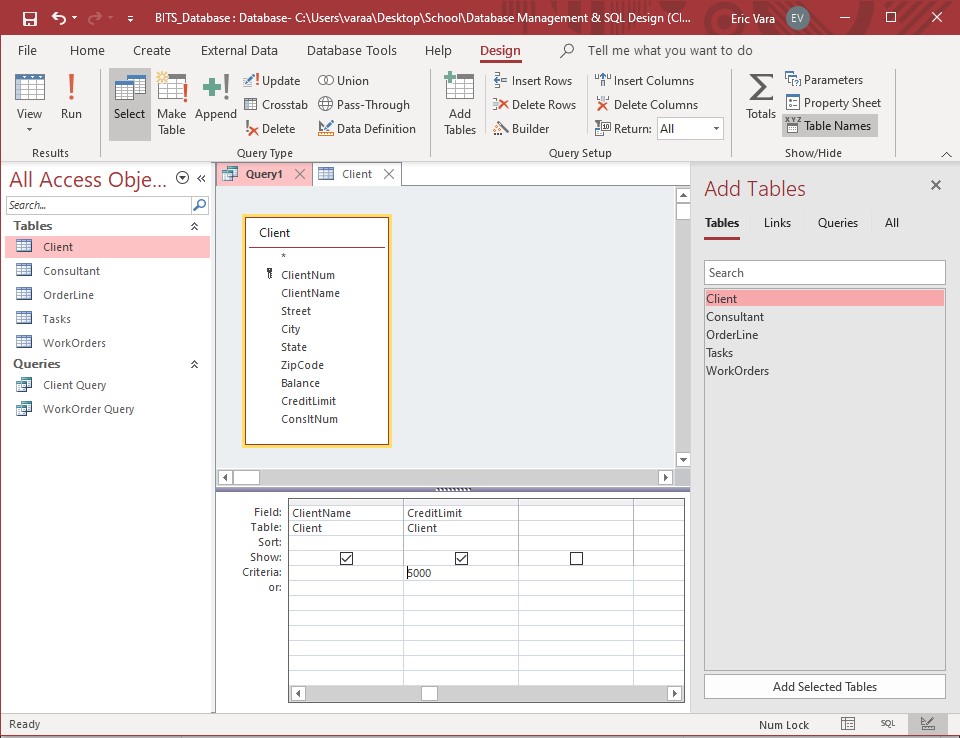 BITS_Database : Database- C:\Users\varaa\Desktop\School\Database Management & SQL Design (Cl...
Eric Vara
EV
File Home Create External Data Database Tools Help Design Tell me what you want to do
View
Run
Results
Select
Make Table
Append
Update
Crosstab
Delete
Union
Pass-Through
Data Definition
Query Type
Add Tables
Insert Rows
Delete Rows
Builder
Insert Columns
Delete Columns
Return: All
Query Setup
Totals
Parameters
Property Sheet
XYZ Table Names
Show/Hide
All Access Obje...
Search...
Tables
Client
Consultant
OrderLine
Tasks
WorkOrders
Queries
Client Query
WorkOrder Query
Query1
Client
Client
*
ClientNum
ClientName
Street
City
State
ZipCode
Balance
CreditLimit
ConsltNum
Field: ClientName CreditLimit
Table: Client Client
Sort:
Show:
Criteria: 5000
or:
Add Tables
Tables Links Queries All
Search
Client
Consultant
OrderLine
Tasks
WorkOrders
Add Selected Tables
Ready
Num Lock
SQL